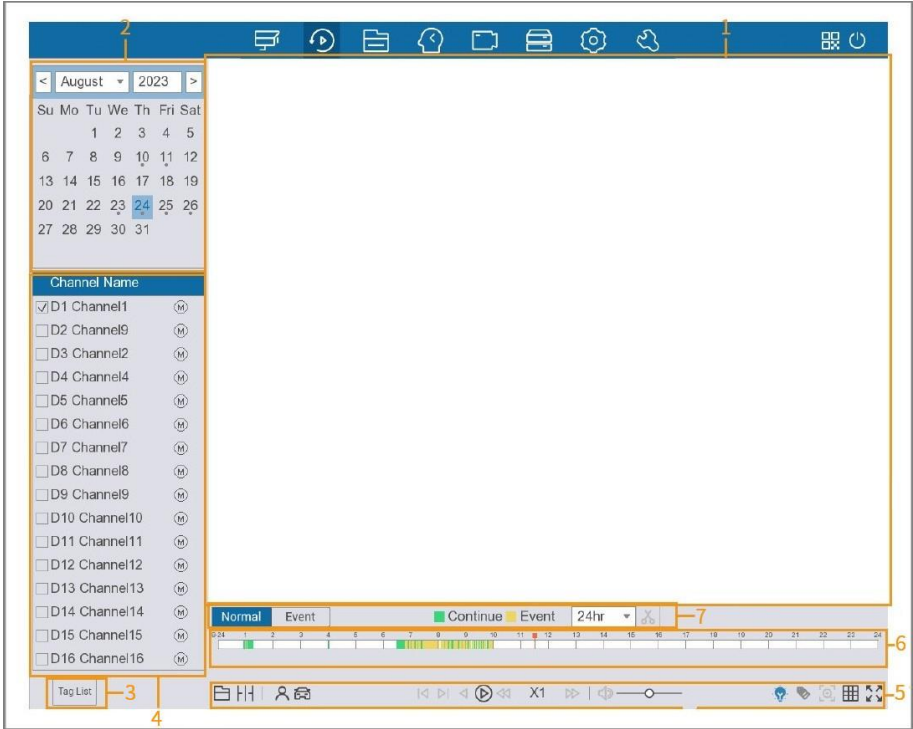 2
1
< August 2023 >
Su Mo Tu We Th Fri Sat
1 2 3 4 5
6 7 8 9 10 11 12
13 14 15 16 17 18 19
20 21 22 23 24 25 26
27 28 29 30 31
Channel Name
D1 Channel1 M
D2 Channel9 M
D3 Channel2 M
D4 Channel4 M
D5 Channel5 M
D6 Channel6 M
D7 Channel7 M
D8 Channel8 M
D9 Channel9 M
D10 Channel10 M
D11 Channel11 M
D12 Channel12 M
D13 Channel13 M
D14 Channel14 M
D15 Channel15 M
D16 Channel16 M
Normal Event Continue Event 24hr 7
0-24 1 2 3 4 5 6 7 8 9 10 11 12 13 14 15 16 17 18 19 20 21 22 23 24
6
Tag List 3
4
X1 5